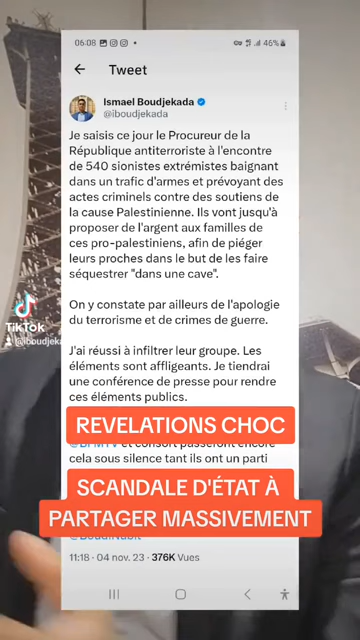 06:08
46%
Tweet
Ismael Boudjekada
@iboudjekada
Je saisis ce jour le Procureur de la
République antiterroriste à l'encontre
de 540 sionistes extrémistes baignant
dans un trafic d'armes et prévoyant des
actes criminels contre des soutiens de
la cause Palestinienne. Ils vont jusqu'à
proposer de l'argent aux familles de
ces pro-palestiniens, afin de piéger
leurs proches dans le but de les faire
séquestrer "dans une cave".
On y constate par ailleurs de l'apologie
du terrorisme et de crimes de guerre.
TikTok
@iboudjeka
J'ai réussi à infiltrer leur groupe. Les
éléments sont affligeants. Je tiendrai
une conférence de presse pour rendre
ces éléments publics.
REVELATIONS CHOC
cela sous silence tant ils ont un parti
SCANDALE D'ÉTAT À
PARTAGER MASSIVEMENT
11:18 · 04 nov. 23 · 376K Vues